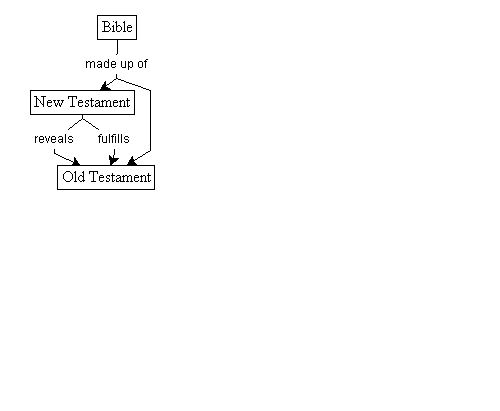 Bible
made up of
New Testament
reveals fulfills
Old Testament